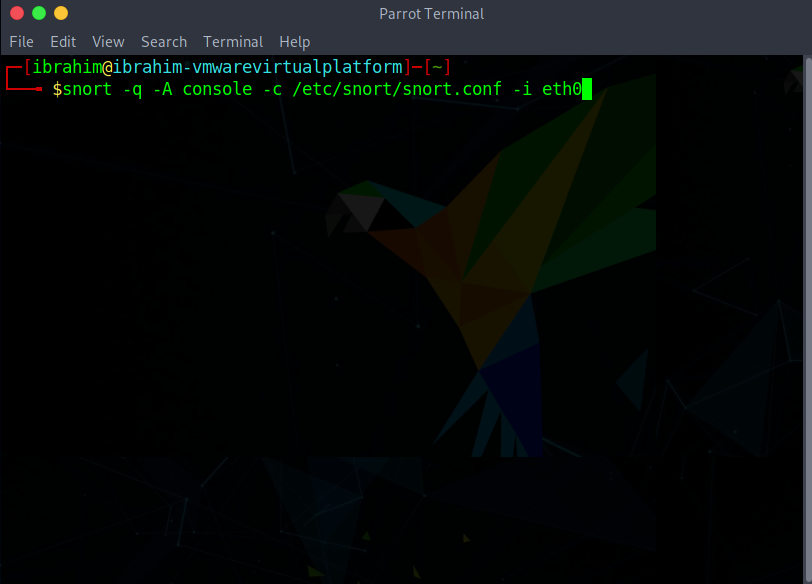 Parrot Terminal
File Edit View Search Terminal Help
┌─[ibrahim@ibrahim-vmwarevirtualplatform]─[~]
└──╼ $snort -q -A console -c /etc/snort/snort.conf -i eth0